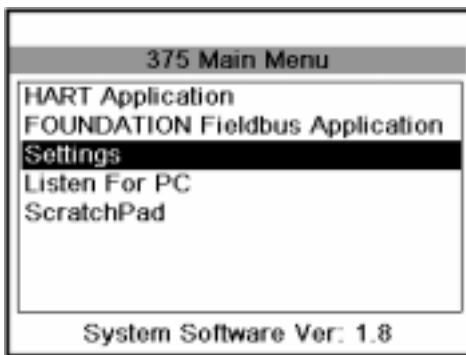 375 Main Menu
HART Application
FOUNDATION Fieldbus Application
Settings
Listen For PC
ScratchPad
System Software Ver: 1.8